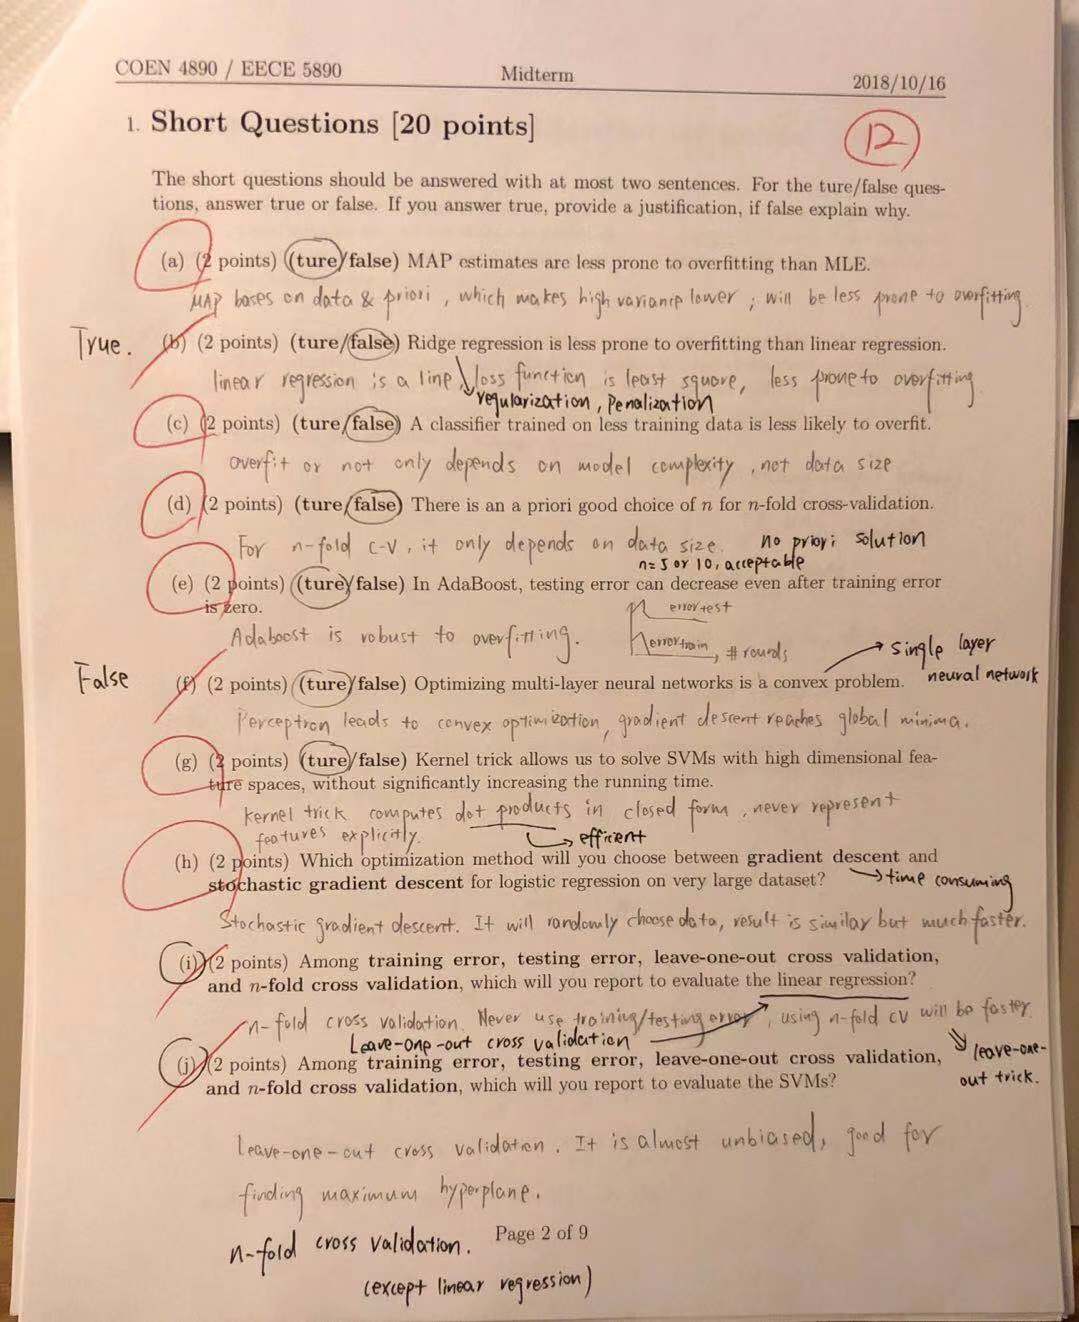 COEN 4890 / EECE 5890 Midterm 2018/10/16
1. Short Questions [20 points]
12
The short questions should be answered with at most two sentences. For the ture/false ques-
tions, answer true or false. If you answer true, provide a justification, if false explain why.
(a) (2 points) (ture/false) MAP estimates are less prone to overfitting than MLE.
MAP bases on data & priori, which makes high variance lower; will be less prone to overfitting.
True.
(b) (2 points) (ture/false) Ridge regression is less prone to overfitting than linear regression.
linear regression is a line, loss function is least square, less prone to overfitting
regularization, penalization
(c) (2 points) (ture/false) A classifier trained on less training data is less likely to overfit.
overfit or not only depends on model complexity, not data size
(d) (2 points) (ture/false) There is an a priori good choice of n for n-fold cross-validation.
For n-fold C-V, it only depends on data size. no priori solution
n=5 or 10, acceptable
(e) (2 points) (ture/false) In AdaBoost, testing error can decrease even after training error
is zero.
error test
Adaboost is robust to overfitting.
error train, # rounds
single layer
neural network
False
(f) (2 points) (ture/false) Optimizing multi-layer neural networks is a convex problem.
Perceptron leads to convex optimization, gradient descent reaches global minima.
(g) (2 points) (ture/false) Kernel trick allows us to solve SVMs with high dimensional fea-
ture spaces, without significantly increasing the running time.
kernel trick computes dot products in closed form, never represent
features explicitly.
efficient
(h) (2 points) Which optimization method will you choose between gradient descent and
stochastic gradient descent for logistic regression on very large dataset?
time consuming
Stochastic gradient descent. It will randomly choose data, result is similar but much faster.
(i) (2 points) Among training error, testing error, leave-one-out cross validation,
and n-fold cross validation, which will you report to evaluate the linear regression?
n-fold cross validation. Never use training/testing error, using n-fold CV will be faster.
Leave-one-out cross validation
leave-one-
out trick.
(j) (2 points) Among training error, testing error, leave-one-out cross validation,
and n-fold cross validation, which will you report to evaluate the SVMs?
leave-one-out cross validation. It is almost unbiased, good for
finding maximum hyperplane.
Page 2 of 9
n-fold cross validation.
(except linear regression)